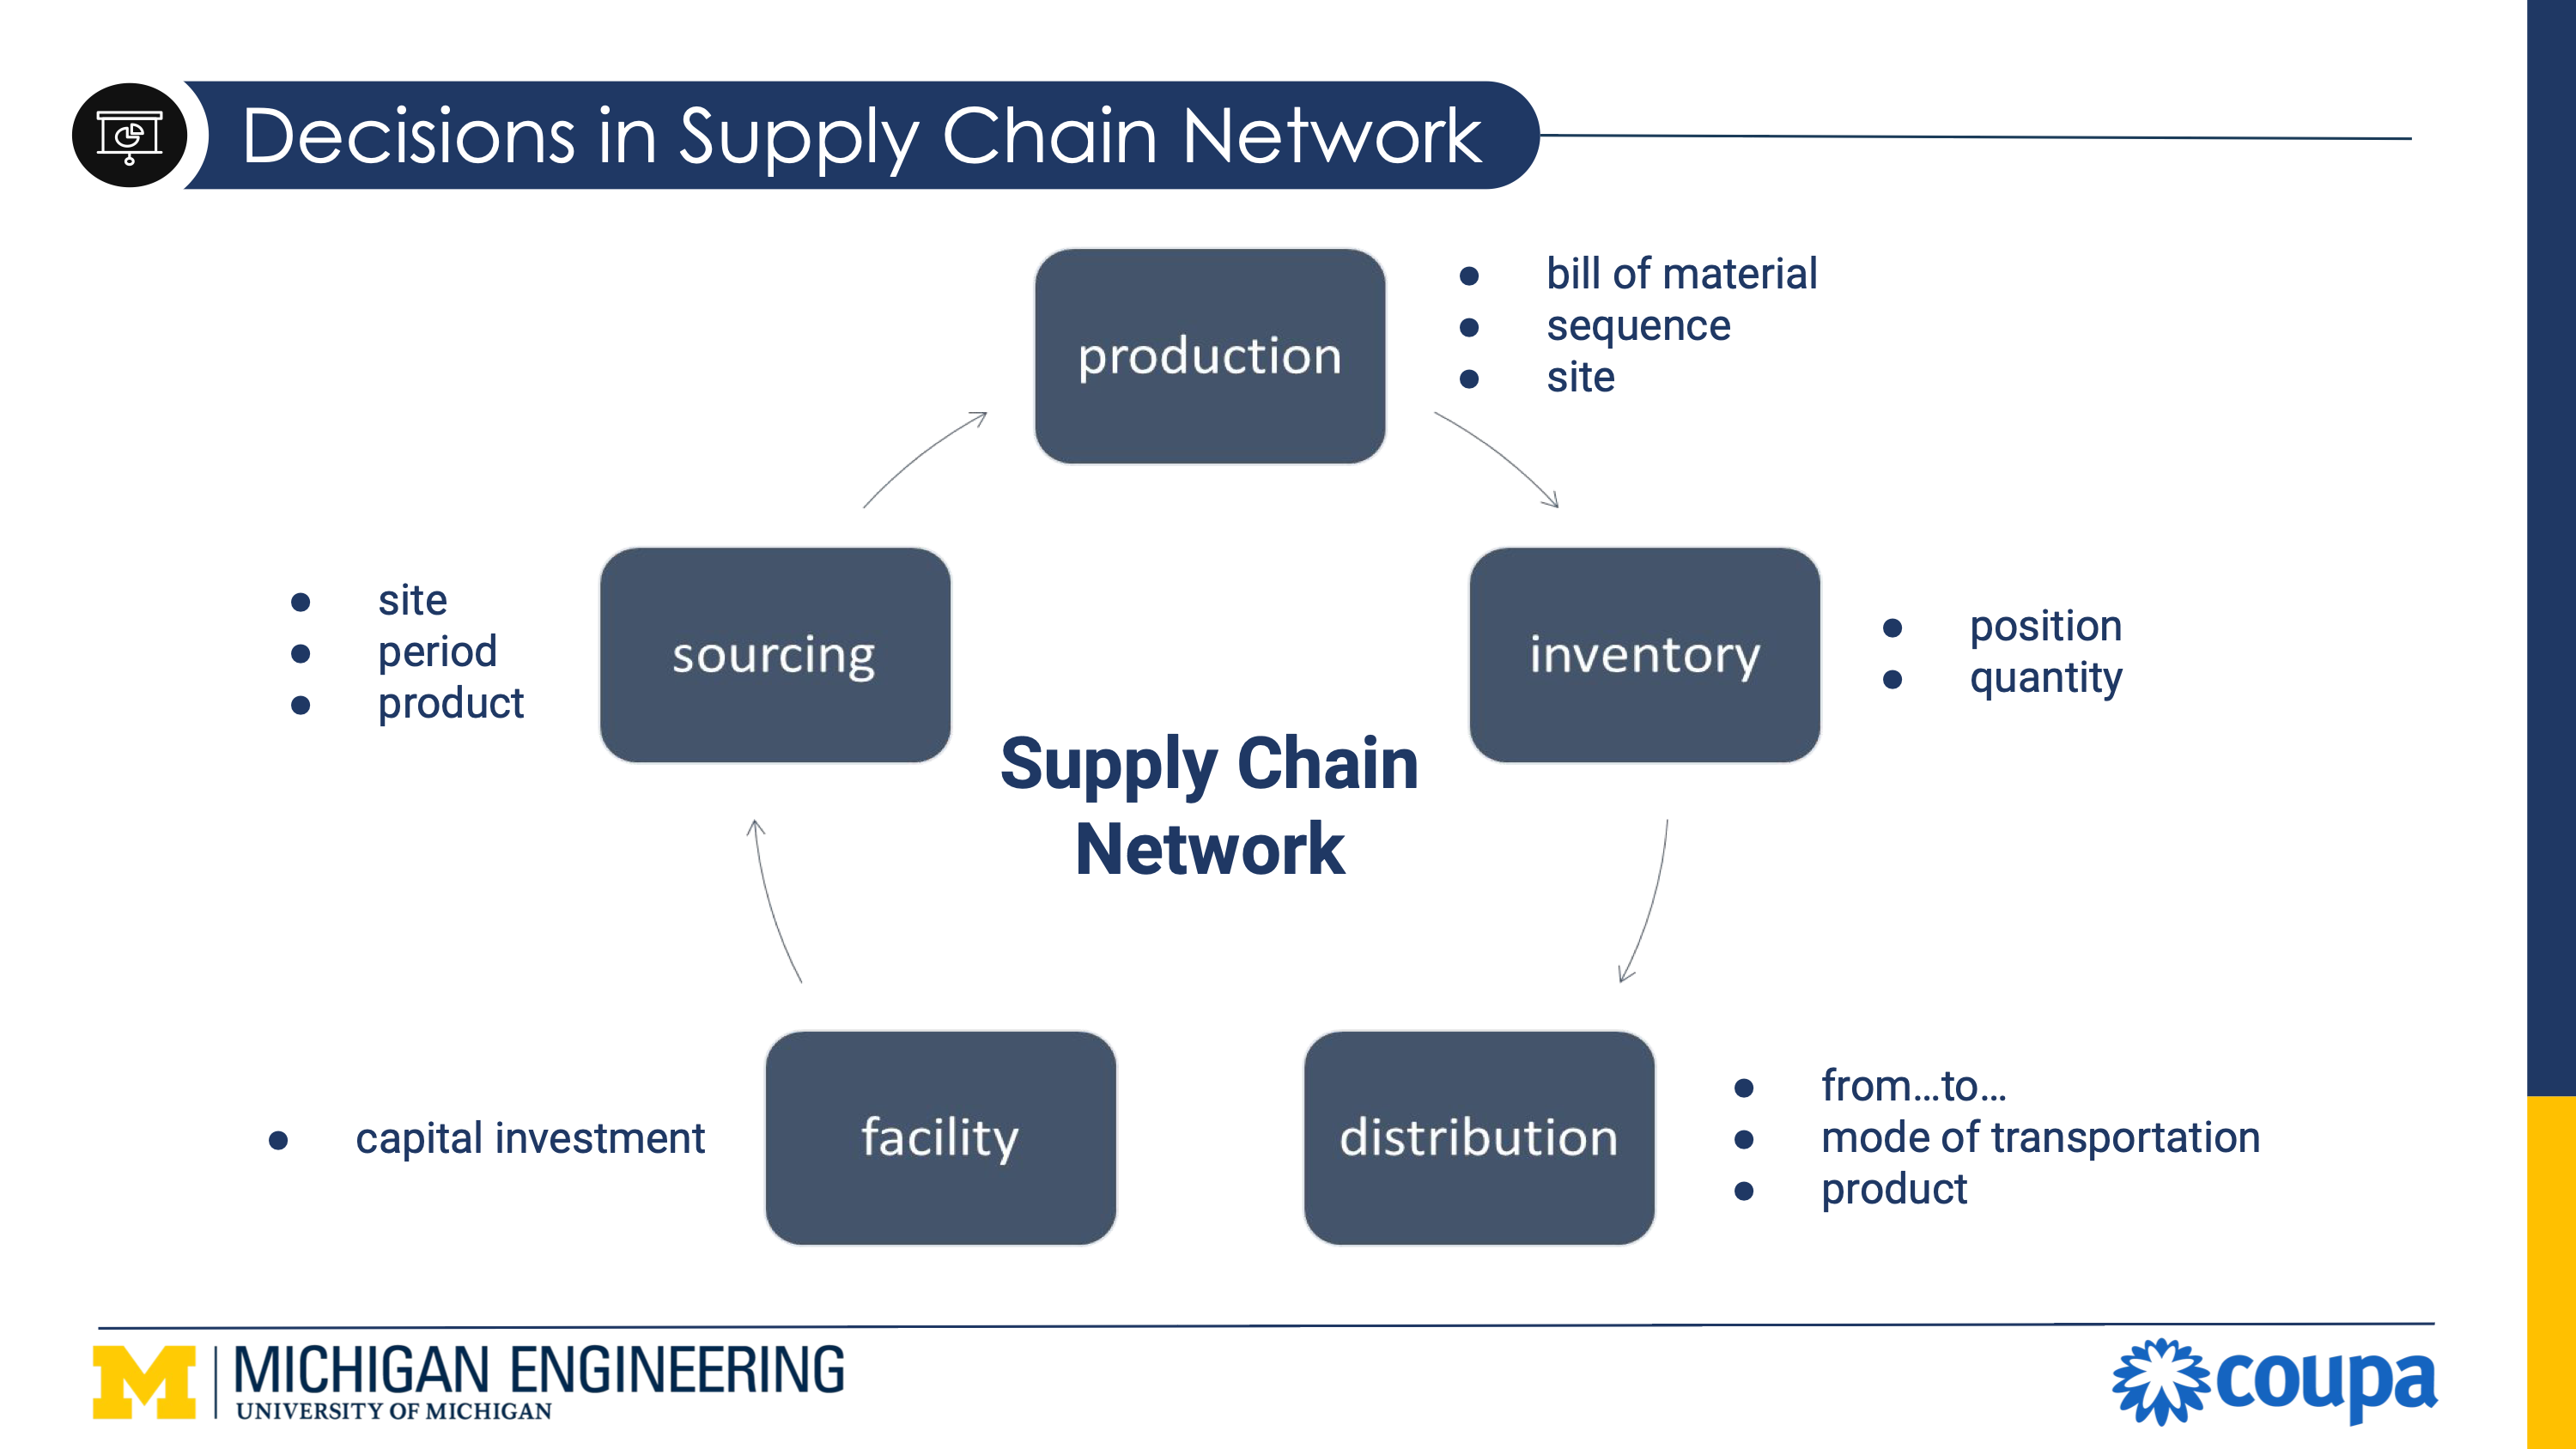 Decisions in Supply Chain Network
production
● bill of material
● sequence
● site
● site
● period
● product
sourcing
inventory
● position
● quantity
Supply Chain
Network
● capital investment
facility
distribution
● from...to...
● mode of transportation
● product
M MICHIGAN ENGINEERING
UNIVERSITY OF MICHIGAN
coupa